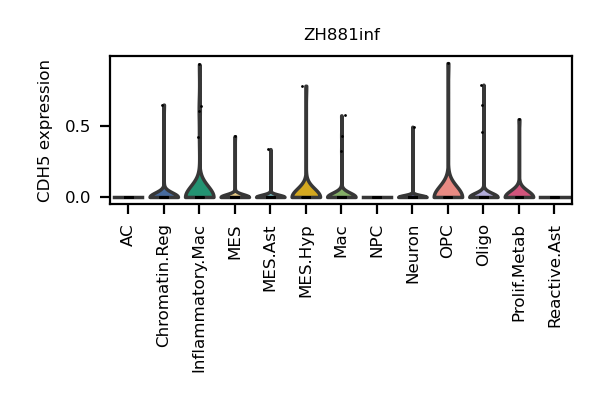 ZH881inf
CDH5 expression
0.5
0.0
AC
Chromatin.Reg
Inflammatory.Mac
MES
MES.Ast
MES.Hyp
Mac
NPC
Neuron
OPC
Oligo
Prolif.Metab
Reactive.Ast